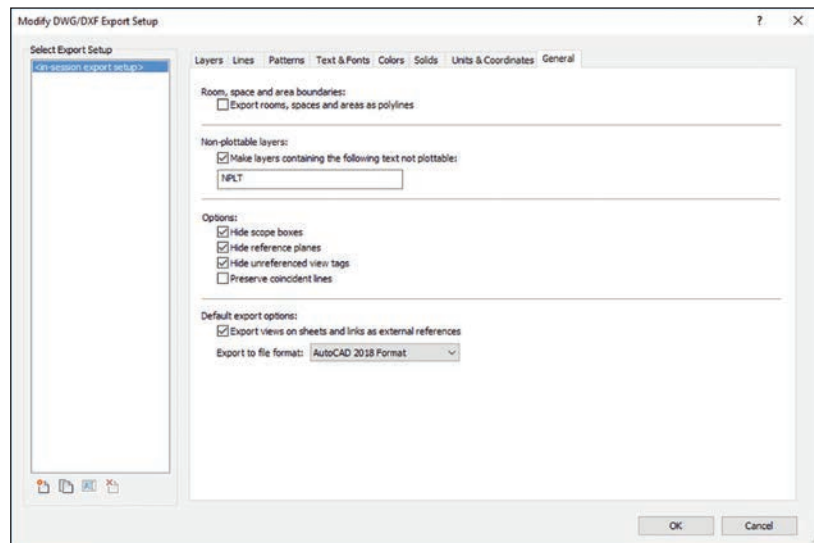 Modify DWG/DXF Export Setup
Select Export Setup
<in-session export setup>
Layers Lines Patterns Text & Fonts Colors Solids Units & Coordinates General
Room, space and area boundaries:
Export rooms, spaces and areas as polylines
Non-plottable layers:
Make layers containing the following text not plottable:
NPLT
Options:
Hide scope boxes
Hide reference planes
Hide unreferenced view tags
Preserve coincident lines
Default export options:
Export views on sheets and links as external references
Export to file format: AutoCAD 2018 Format
OK Cancel